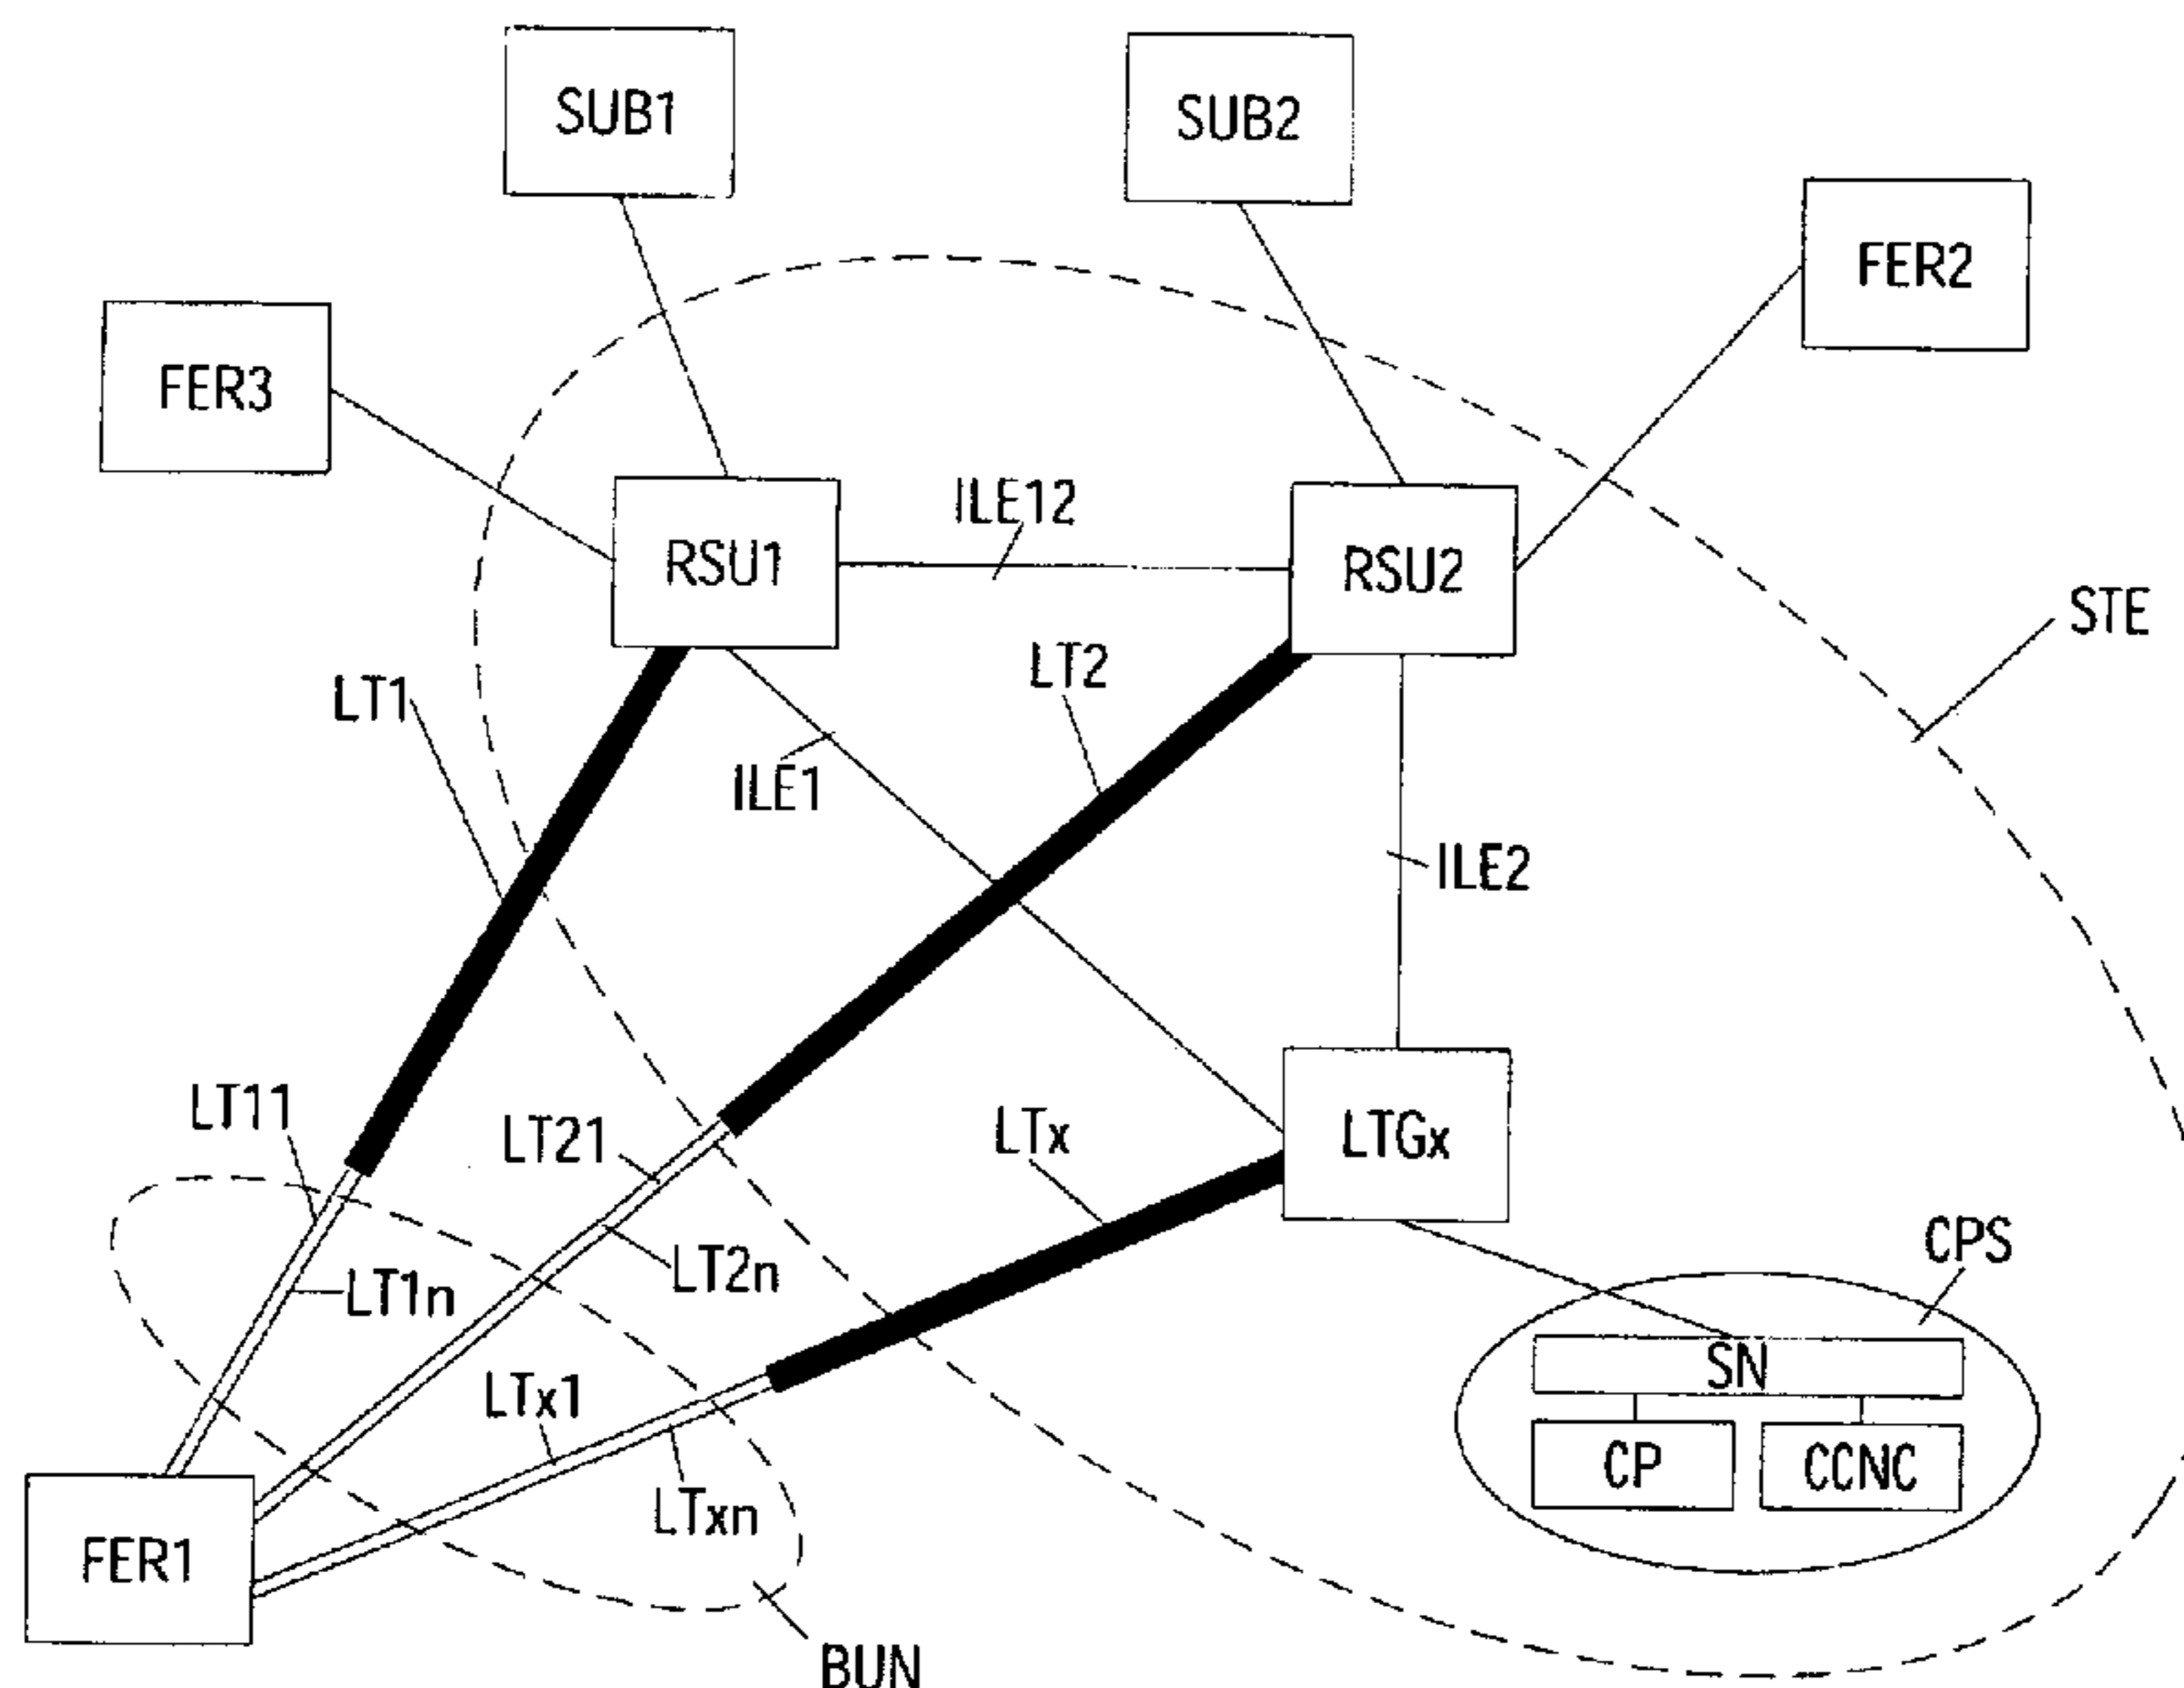 SUB1
SUB2
FER2
FER3
ILE12
RSU1
RSU2
STE
LT1
LT2
ILE1
ILE2
LT11
LT21
LTx
LTGx
CPS
LT2n
LT1n
SN
LTx1
CP
CCNC
LTxn
FER1
BUN